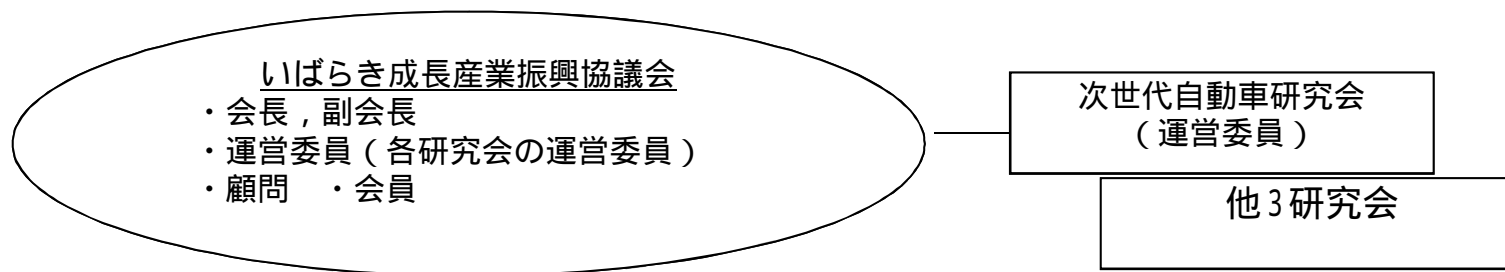 いばらき成長産業振興協議会
・会長，副会長
・運営委員（各研究会の運営委員）
・顧問　・会員
次世代自動車研究会
（運営委員）
他3研究会